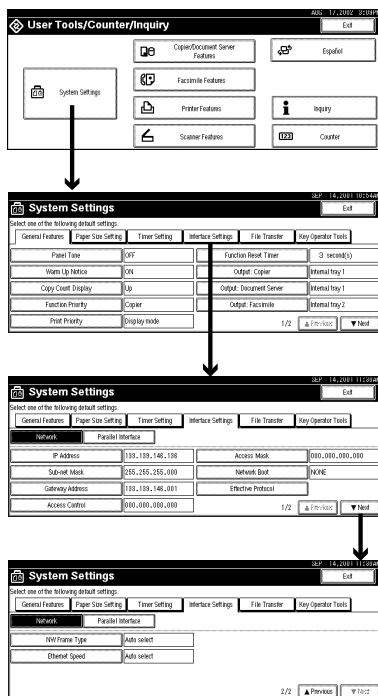 AUG 17,2002 3:09PM
User Tools/Counter/Inquiry
Exit
Copier/Document Server
Features
Español
System Settings
Facsimile Features
Printer Features
Inquiry
Scanner Features
Counter
SEP 14,2001 10:54AM
System Settings
Exit
Select one of the following default settings.
General Features Paper Size Setting Timer Setting Interface Settings File Transfer Key Operator Tools
Panel Tone OFF Function Reset Timer 3 second(s)
Warm Up Notice ON Output: Copier Internal tray 1
Copy Count Display Up Output: Document Server Internal tray 1
Function Priority Copier Output: Facsimile Internal tray 2
Print Priority Display mode 1/2 ▲ Previous ▼ Next
SEP 14,2001 11:38AM
System Settings
Exit
Select one of the following default settings.
General Features Paper Size Setting Timer Setting Interface Settings File Transfer Key Operator Tools
Network Parallel Interface
IP Address 133.139.146.136 Access Mask 000.000.000.000
Sub-net Mask 255.255.255.000 Network Boot NONE
Gateway Address 133.139.146.001 Effective Protocol
Access Control 000.000.000.000 1/2 ▲ Previous ▼ Next
SEP 14,2001 11:38AM
System Settings
Exit
Select one of the following default settings.
General Features Paper Size Setting Timer Setting Interface Settings File Transfer Key Operator Tools
Network Parallel Interface
NW Frame Type Auto select
Ethernet Speed Auto select
2/2 ▲ Previous ▼ Next